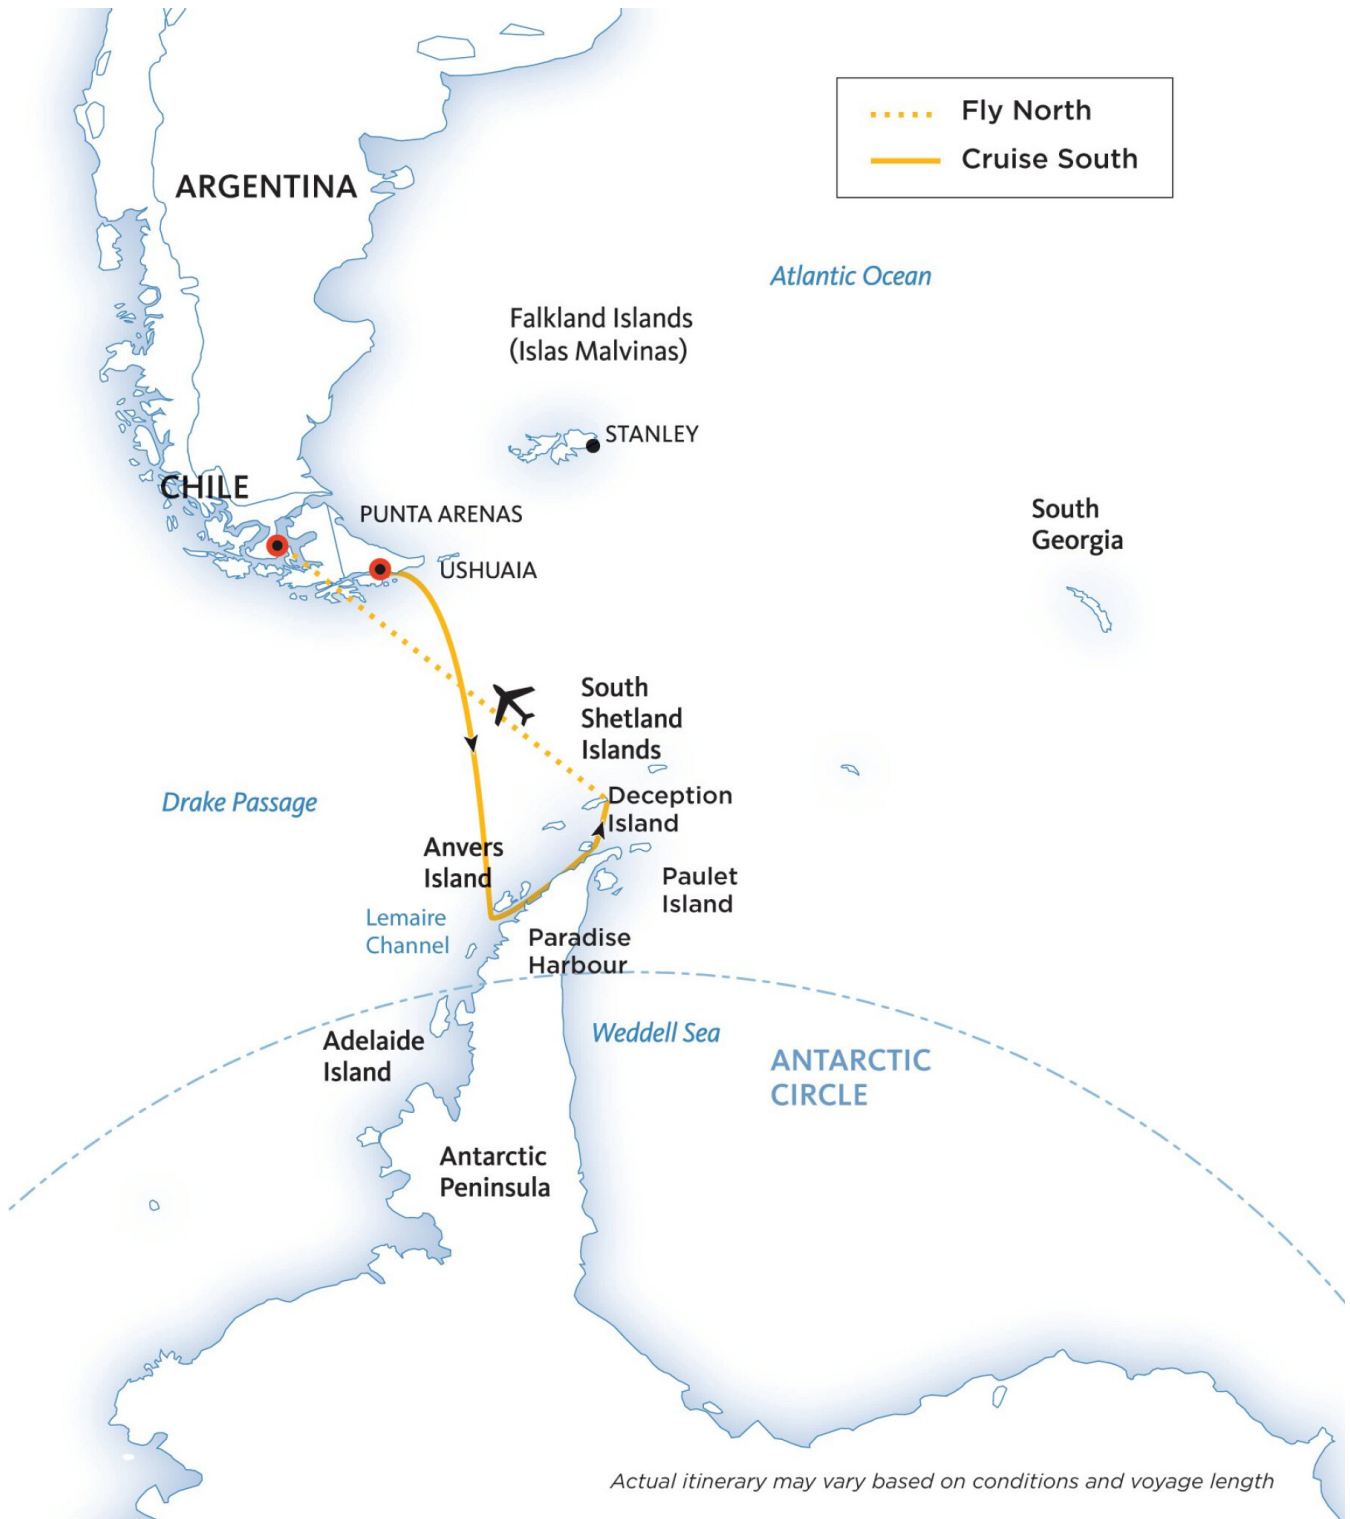 Fly North
Cruise South
ARGENTINA
Atlantic Ocean
Falkland Islands
(Islas Malvinas)
STANLEY
CHILE
PUNTA ARENAS
South
Georgia
USHUAIA
South
Shetland
Islands
Drake Passage
Deception
Island
Anvers
Island
Paulet
Island
Lemaire
Channel
Paradise
Harbour
Weddell Sea
Adelaide
Island
ANTARCTIC
CIRCLE
Antarctic
Peninsula
Actual itinerary may vary based on conditions and voyage length